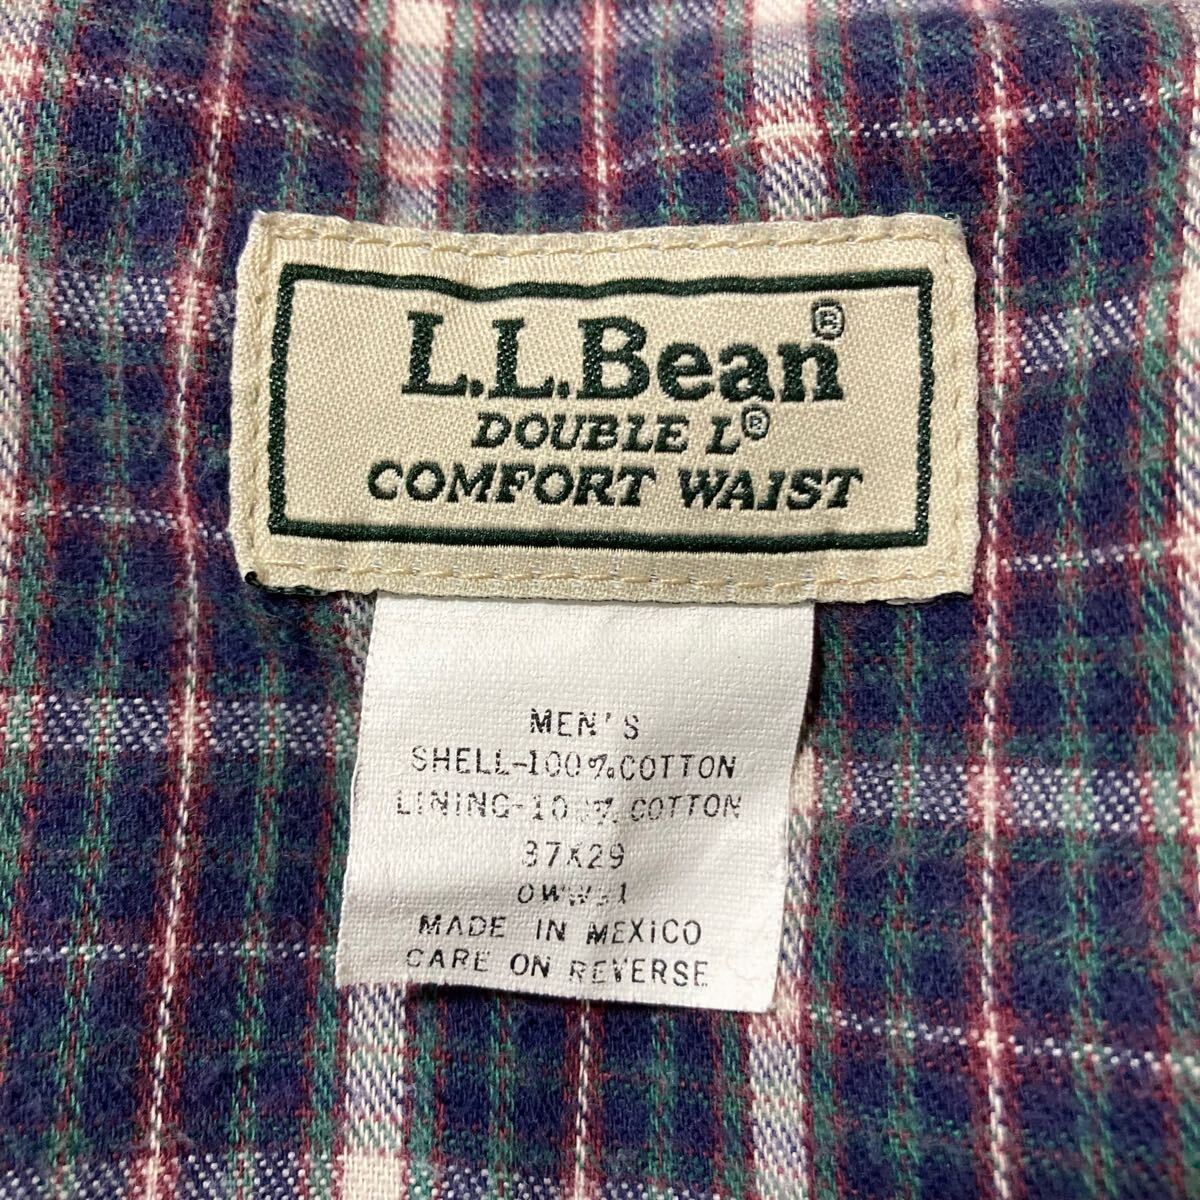 L.L.Bean®
DOUBLE L®
COMFORT WAIST
MEN'S
SHELL-100%COTTON
LINING-100% COTTON
37X29
MADE IN MEXICO
CARE ON REVERSE